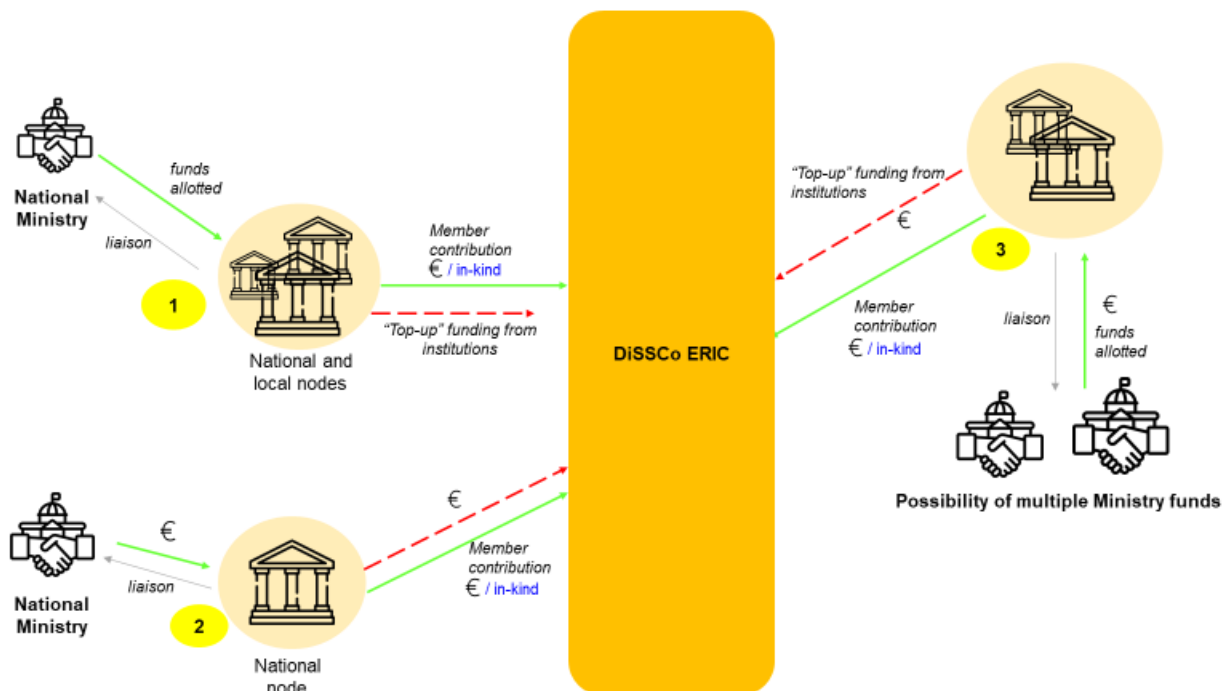 National
Ministry
funds
allotted
liaison
1
National and
local nodes
Member
contribution
€ / in-kind
"Top-up" funding from
institutions
National
Ministry
€
liaison
2
National
node
€
Member
contribution
€ / in-kind
DiSSCo ERIC
"Top-up" funding from
institutions
€
3
Member
contribution
€ / in-kind
liaison
€
funds
allotted
Possibility of multiple Ministry funds